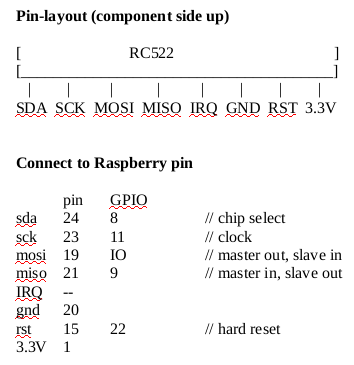 Pin-layout (component side up)
[ RC522 ]
[_______________________________________]
| | | | | | | |
SDA SCK MOSI MISO IRQ GND RST 3.3V
Connect to Raspberry pin
pin GPIO
sda 24 8 // chip select
sck 23 11 // clock
mosi 19 IO // master out, slave in
miso 21 9 // master in, slave out
IRQ --
gnd 20
rst 15 22 // hard reset
3.3V 1